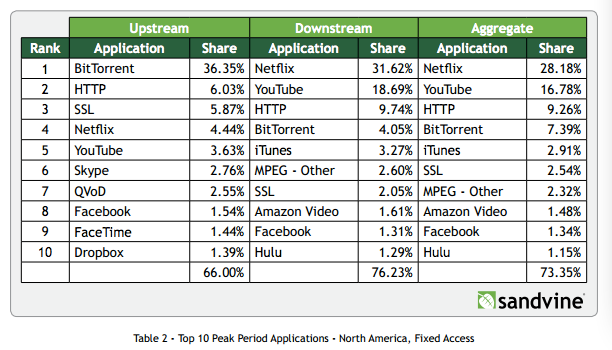 Upstream Downstream Aggregate
Rank Application Share Application Share Application Share
1 BitTorrent 36.35% Netflix 31.62% Netflix 28.18%
2 HTTP 6.03% YouTube 18.69% YouTube 16.78%
3 SSL 5.87% HTTP 9.74% HTTP 9.26%
4 Netflix 4.44% BitTorrent 4.05% BitTorrent 7.39%
5 YouTube 3.63% iTunes 3.27% iTunes 2.91%
6 Skype 2.76% MPEG - Other 2.60% SSL 2.54%
7 QVoD 2.55% SSL 2.05% MPEG - Other 2.32%
8 Facebook 1.54% Amazon Video 1.61% Amazon Video 1.48%
9 FaceTime 1.44% Facebook 1.31% Facebook 1.34%
10 Dropbox 1.39% Hulu 1.29% Hulu 1.15%
66.00% 76.23% 73.35%
sandvine
Table 2 - Top 10 Peak Period Applications - North America, Fixed Access